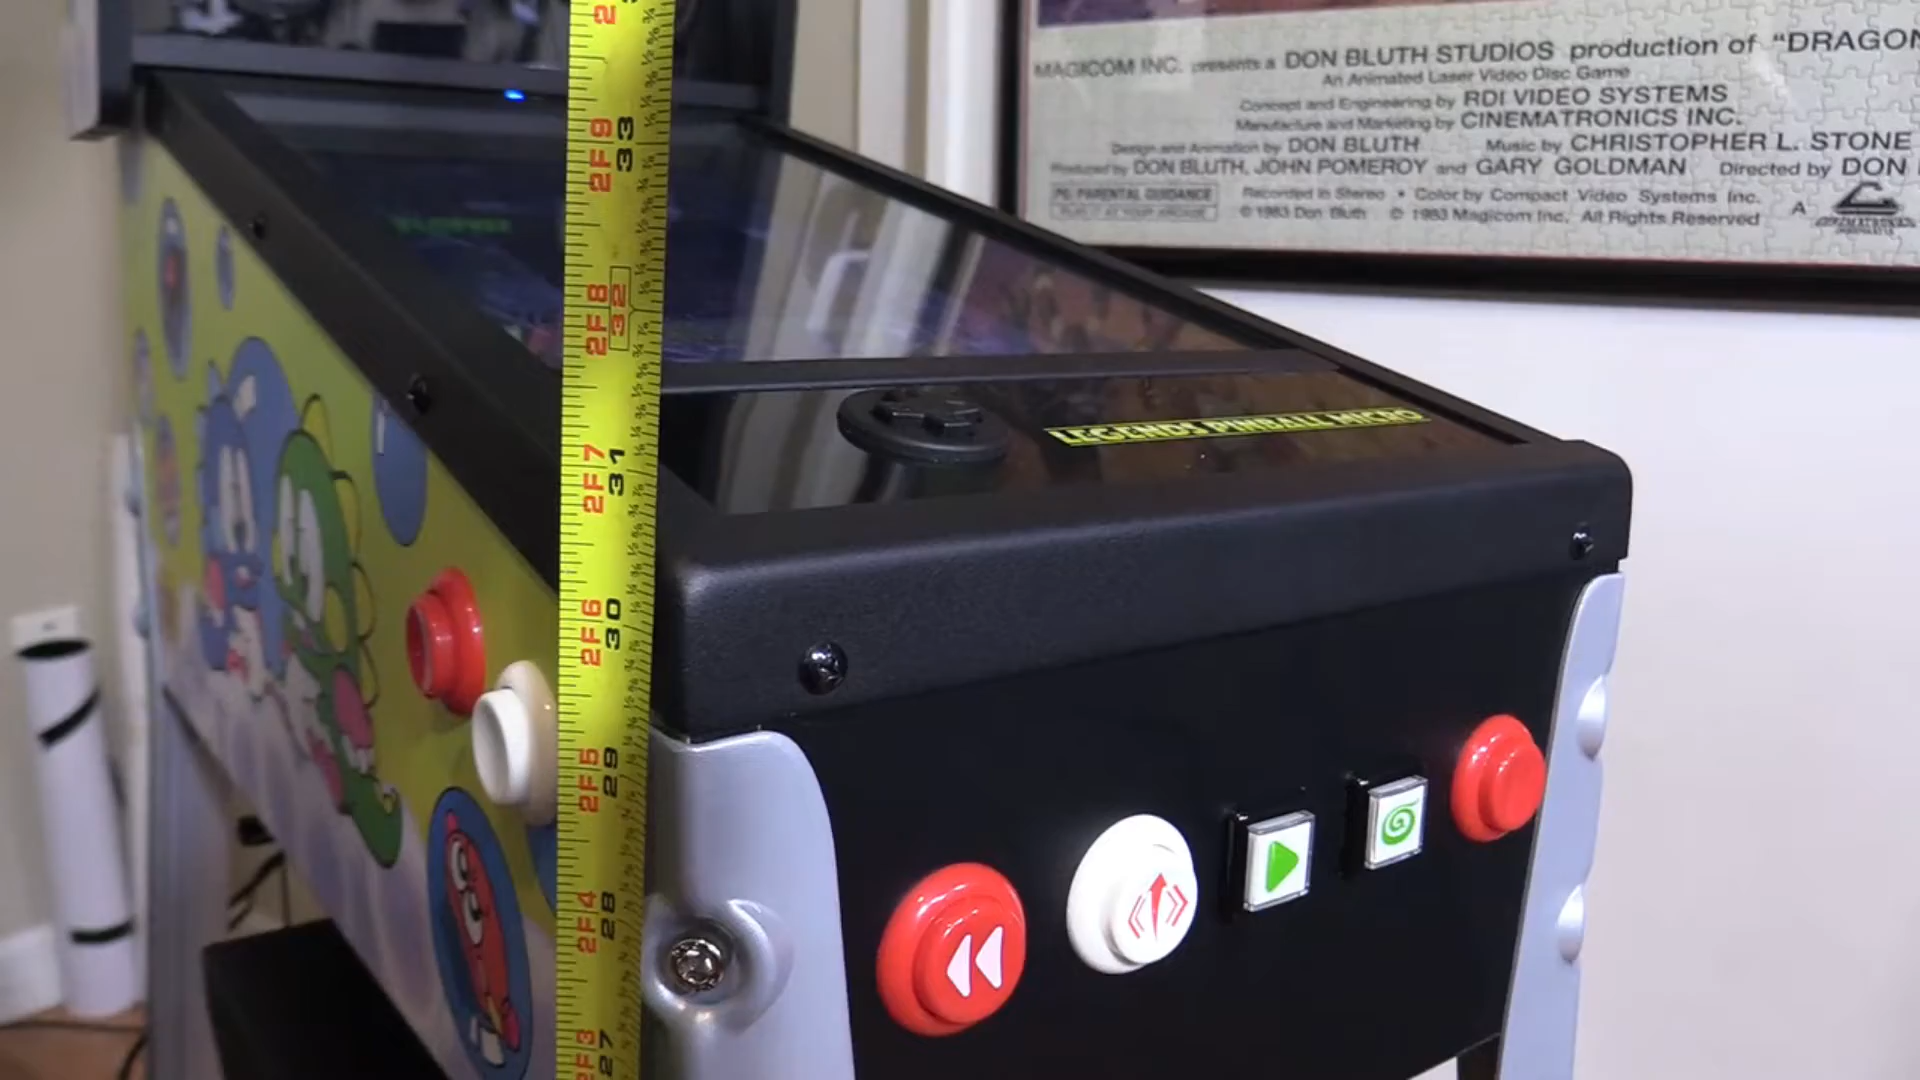 MAGICOM INC. presents a DON BLUTH STUDIOS production of "DRAGON
An Animated Laser Video Disc Game
Concept and Engineering by RDI VIDEO SYSTEMS
Manufacture and Marketing by CINEMATRONICS INC.
Design and Animation by DON BLUTH Music by CHRISTOPHER L. STONE
Produced by DON BLUTH, JOHN POMEROY and GARY GOLDMAN Directed by DON
PG PARENTAL GUIDANCE
Recorded in Stereo • Color by Compact Video Systems Inc.
© 1983 Don Bluth © 1983 Magicom Inc. All Rights Reserved
A
LEGENDS PINBALL MICRO
2F9 33
2F8 32
2F7 31
2F6 30
2F5 29
2F4 28
2F3 27